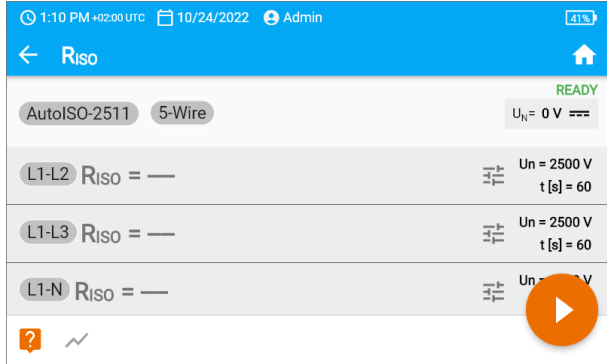 1:10 PM +02:00 UTC 10/24/2022 Admin 41%
RISO
READY
AutoISO-2511 5-Wire
UN= 0 V
L1-L2 RISO = ––
Un = 2500 V
t [s] = 60
L1-L3 RISO = ––
Un = 2500 V
t [s] = 60
L1-N RISO = ––
Un V
?